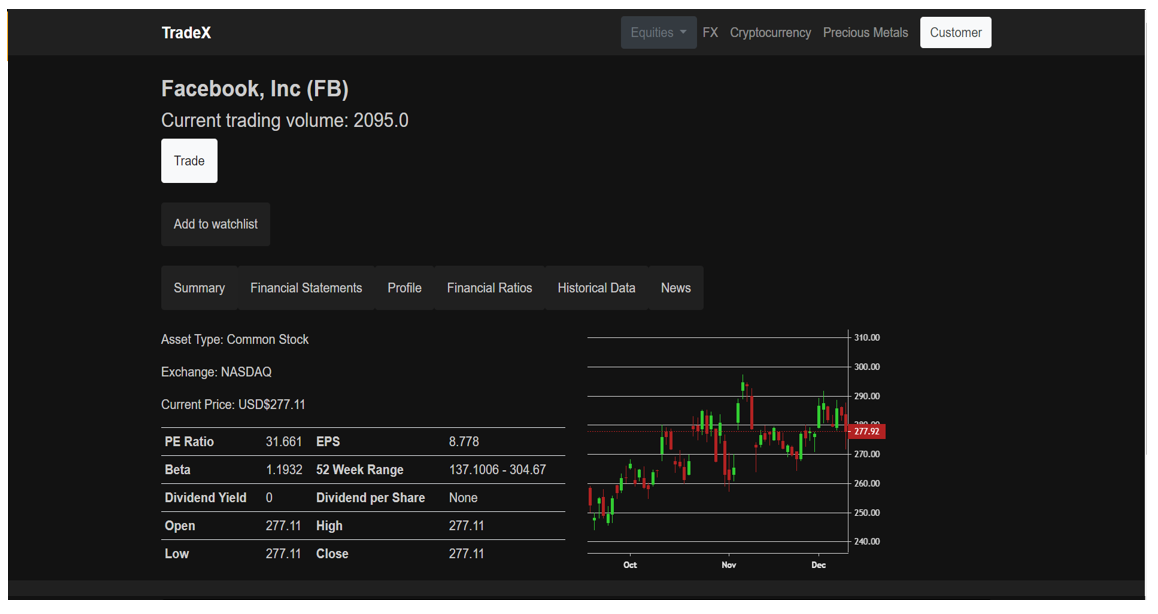 TradeX Equities FX Cryptocurrency Precious Metals Customer
Facebook, Inc (FB)
Current trading volume: 2095.0
Trade
Add to watchlist
Summary Financial Statements Profile Financial Ratios Historical Data News
Asset Type: Common Stock
Exchange: NASDAQ
Current Price: USD$277.11
PE Ratio 31.661 EPS 8.778
Beta 1.1932 52 Week Range 137.1006 - 304.67
Dividend Yield 0 Dividend per Share None
Open 277.11 High 277.11
Low 277.11 Close 277.11
310.00
300.00
290.00
280.00
277.92
270.00
260.00
250.00
240.00
Oct Nov Dec